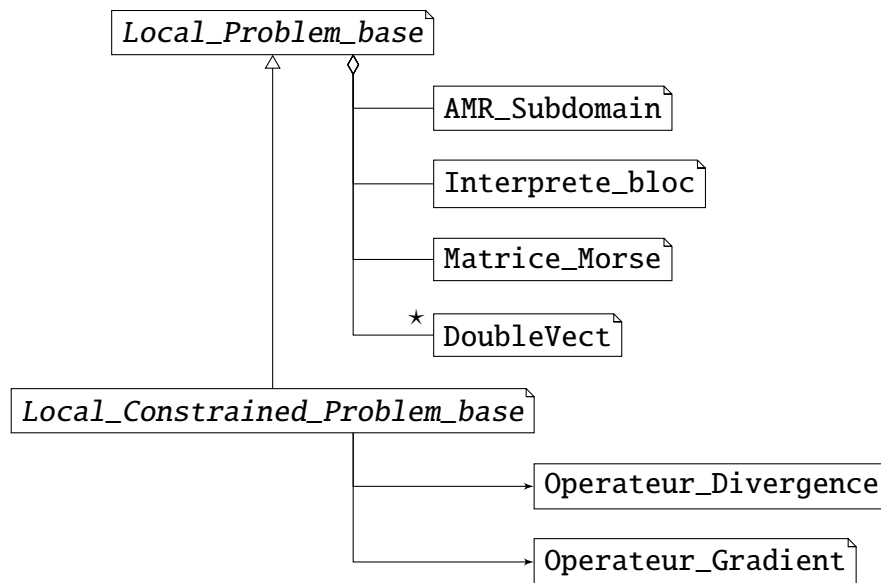 Local_Problem_base
AMR_Subdomain
Interprete_bloc
Matrice_Morse
★
DoubleVect
Local_Constrained_Problem_base
Operateur_Divergence
Operateur_Gradient